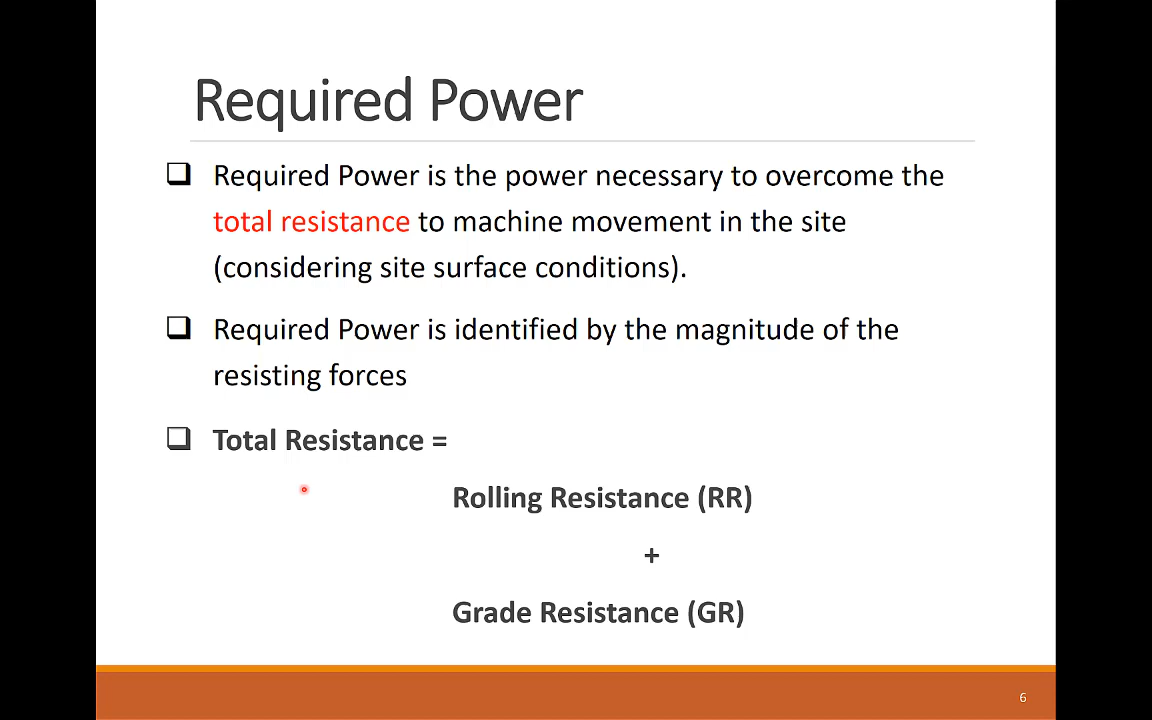 Required Power
Required Power is the power necessary to overcome the
total resistance to machine movement in the site
(considering site surface conditions).
Required Power is identified by the magnitude of the
resisting forces
Total Resistance =
Rolling Resistance (RR)
+
Grade Resistance (GR)
6